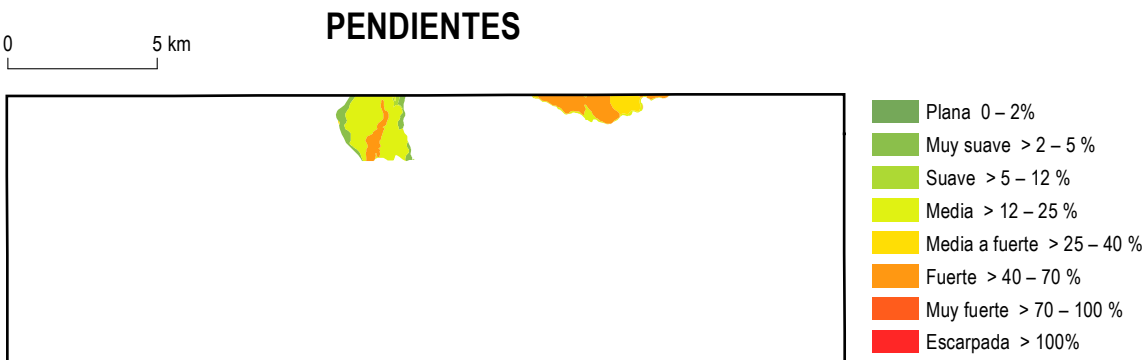 PENDIENTES
0 5 km
Plana 0 – 2%
Muy suave > 2 – 5 %
Suave > 5 – 12 %
Media > 12 – 25 %
Media a fuerte > 25 – 40 %
Fuerte > 40 – 70 %
Muy fuerte > 70 – 100 %
Escarpada > 100%